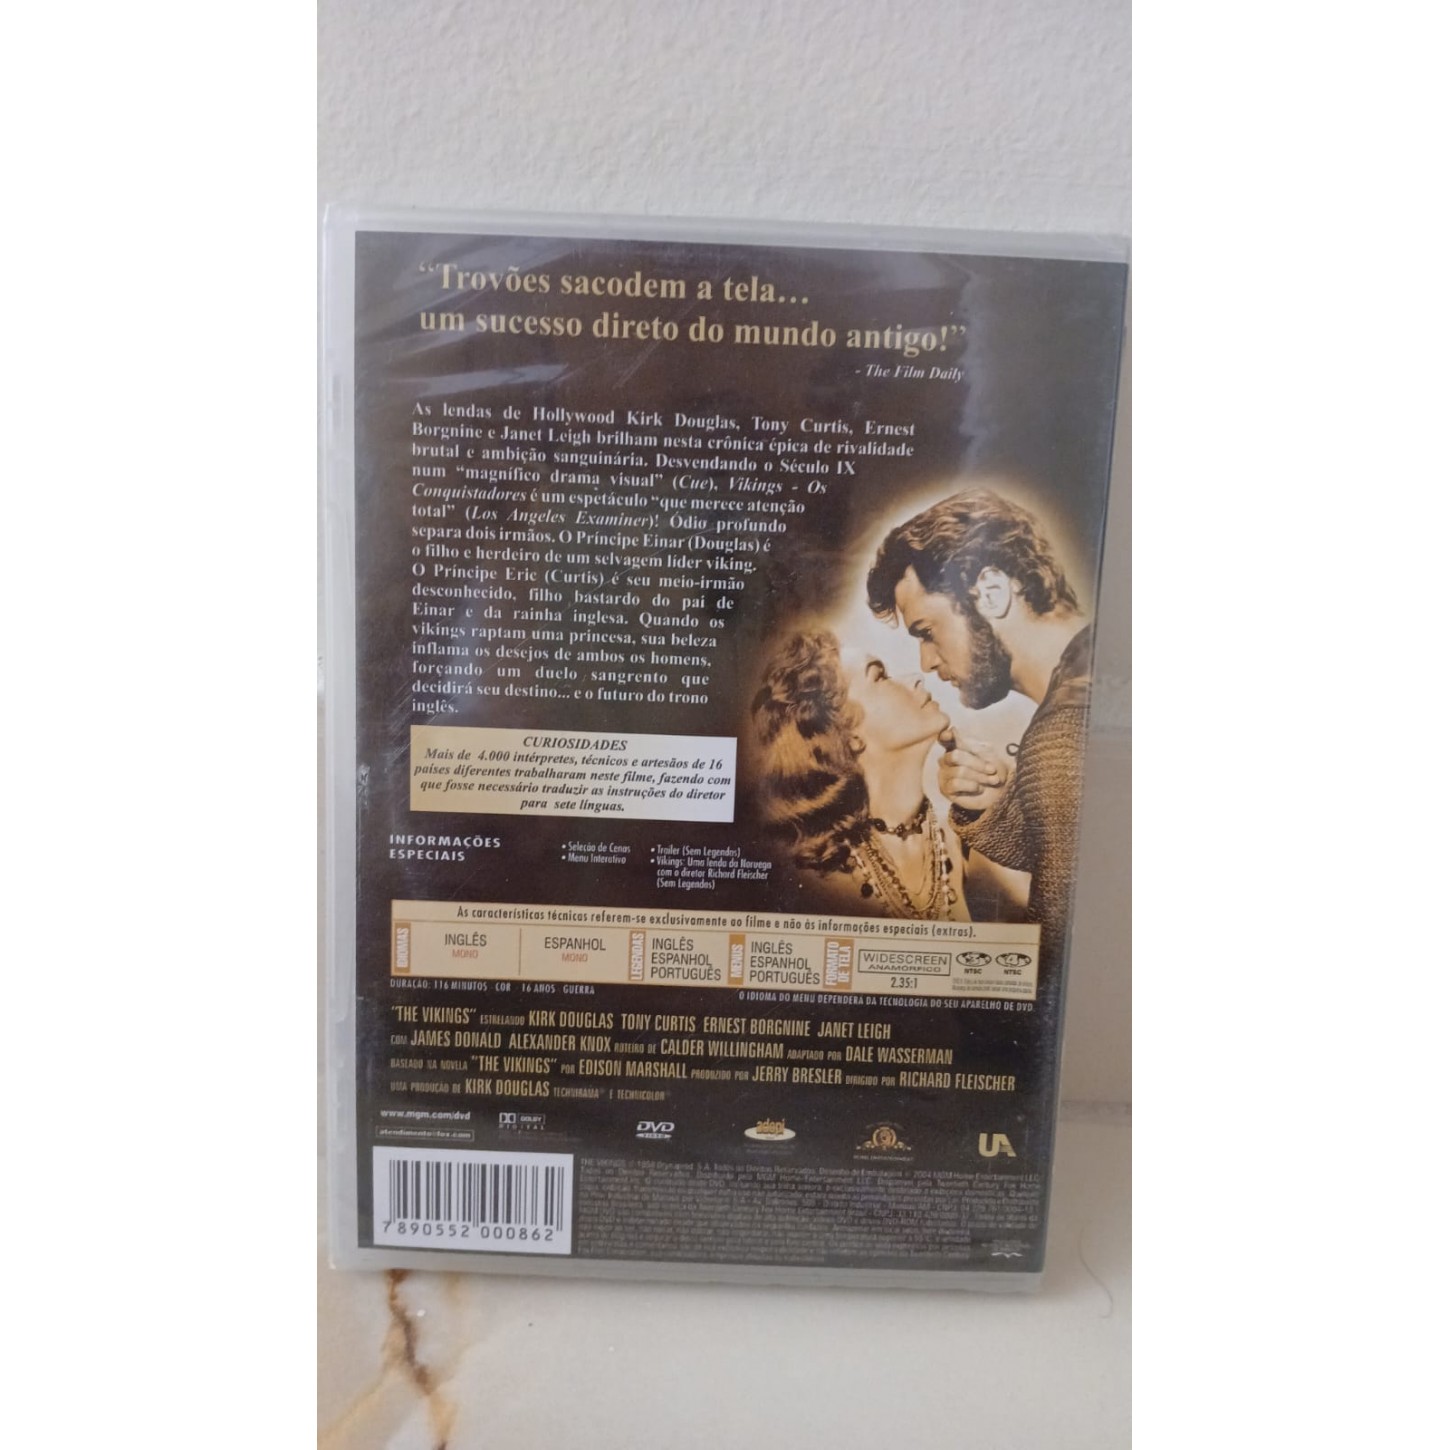 “Trovões sacodem a tela...
um sucesso direto do mundo antigo!”
- The Film Daily
As lendas de Hollywood Kirk Douglas, Tony Curtis, Ernest
Borgnine e Janet Leigh brilham nesta crônica épica de rivalidade
brutal e ambição sanguinária. Desvendando o Século IX
num “magnífico drama visual” (Cue), Vikings - Os
Conquistadores é um espetáculo “que merece atenção
total” (Los Angeles Examiner)! Ódio profundo
separa dois irmãos. O Príncipe Einar (Douglas) é
o filho e herdeiro de um selvagem líder viking.
O Príncipe Eric (Curtis) é seu meio-irmão
desconhecido, filho bastardo do pai de
Einar e da rainha inglesa. Quando os
vikings raptam uma princesa, sua beleza
inflama os desejos de ambos os homens,
forçando um duelo sangrento que
decidirá seu destino... e o futuro do trono
inglês.
CURIOSIDADES
Mais de 4.000 intérpretes, técnicos e artesãos de 16
países diferentes trabalharam neste filme, fazendo com
que fosse necessário traduzir as instruções do diretor
para sete línguas.
INFORMAÇÕES
ESPECIAIS
• Seleção de Cenas
• Menu Interativo
• Trailer (Sem Legendas)
• Vikings: Uma lenda da Noruega
com o diretor Richard Fleischer
(Sem Legendas)
As características técnicas referem-se exclusivamente ao filme e não às informações especiais (extras).
IDIOMAS
INGLÊS
MONO
ESPANHOL
MONO
LEGENDAS
INGLÊS
ESPANHOL
PORTUGUÊS
MENUS
INGLÊS
ESPANHOL
PORTUGUÊS
FORMATO
DE TELA
WIDESCREEN
ANAMÓRFICO
2.35:1
NTSC
NTSC
DURAÇÃO: 116 MINUTOS - COR - 16 ANOS - GUERRA
O IDIOMA DO MENU DEPENDERÁ DA TECNOLOGIA DO SEU APARELHO DE DVD.
"THE VIKINGS" ESTRELANDO KIRK DOUGLAS TONY CURTIS ERNEST BORGNINE JANET LEIGH
COM JAMES DONALD ALEXANDER KNOX ROTEIRO DE CALDER WILLINGHAM ADAPTADO POR DALE WASSERMAN
BASEADO NA NOVELA "THE VIKINGS" POR EDISON MARSHALL PRODUZIDO POR JERRY BRESLER DIRIGIDO POR RICHARD FLEISCHER
UMA PRODUÇÃO DE KIRK DOUGLAS TECHNIRAMA® E TECHNICOLOR®
www.mgm.com/dvd
atendimento@fox.com
DOLBY
DIGITAL
DVD
VIDEO
adepi
UA
7 890552 000862